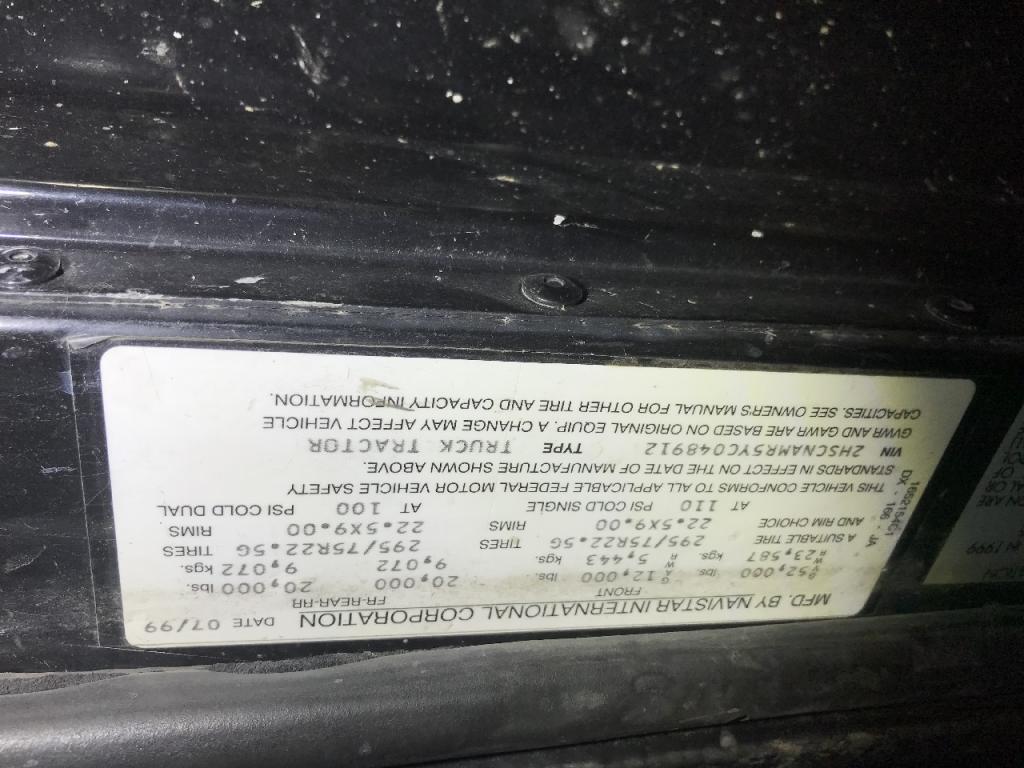 MFD. BY NAVISTAR INTERNATIONAL CORPORATION DATE 07/99
FRONT FR-REAR-RR
GVWR 52,000 lbs. GAWR 12,000 lbs. 20,000 20,000 lbs.
23,587 kgs 5,443 kgs. 9,072 9,072 kgs.
A SUITABLE TIRE 295/75R22.5G TIRES 295/75R22.5G TIRES
AND RIM CHOICE 22.5X9.00 RIMS 22.5X9.00 RIMS
AT 110 PSI COLD SINGLE AT 100 PSI COLD DUAL
THIS VEHICLE CONFORMS TO ALL APPLICABLE FEDERAL MOTOR VEHICLE SAFETY
STANDARDS IN EFFECT ON THE DATE OF MANUFACTURE SHOWN ABOVE.
VIN 2HSCNAMR5YC048912 TYPE TRUCK TRACTOR
GVWR AND GAWR ARE BASED ON ORIGINAL EQUIP. A CHANGE MAY AFFECT VEHICLE
CAPACITIES. SEE OWNERS MANUAL FOR OTHER TIRE AND CAPACITY INFORMATION.
DX - 166 - JA